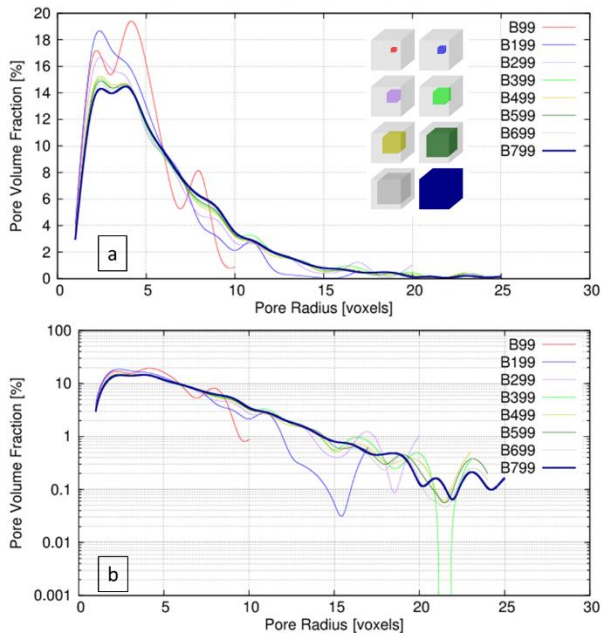 20
18
16
14
12
10
8
6
4
2
0
Pore Volume Fraction [%]
B99
B199
B299
B399
B499
B599
B699
B799
a
0 5 10 15 20 25 30
Pore Radius [voxels]
100
10
1
0.1
0.01
0.001
Pore Volume Fraction [%]
B99
B199
B299
B399
B499
B599
B699
B799
b
0 5 10 15 20 25 30
Pore Radius [voxels]